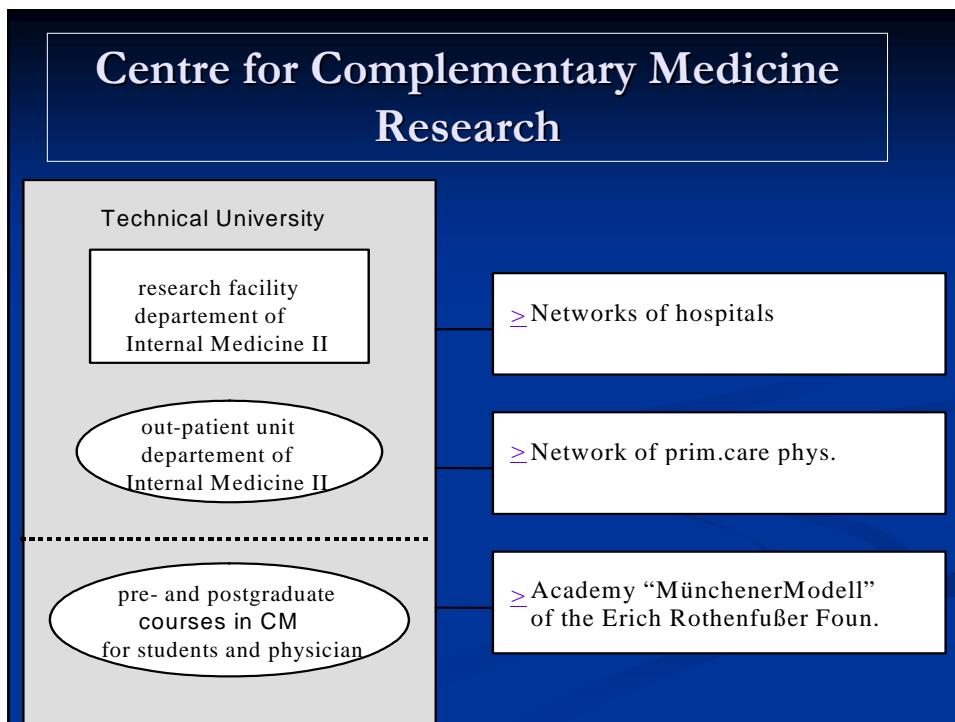 Centre for Complementary Medicine
Research
Technical University
research facility
departement of
Internal Medicine II
out-patient unit
departement of
Internal Medicine II
pre- and postgraduate
courses in CM
for students and physician
> Networks of hospitals
> Network of prim.care phys.
> Academy “MünchenerModell”
of the Erich Rothenfußer Foun.